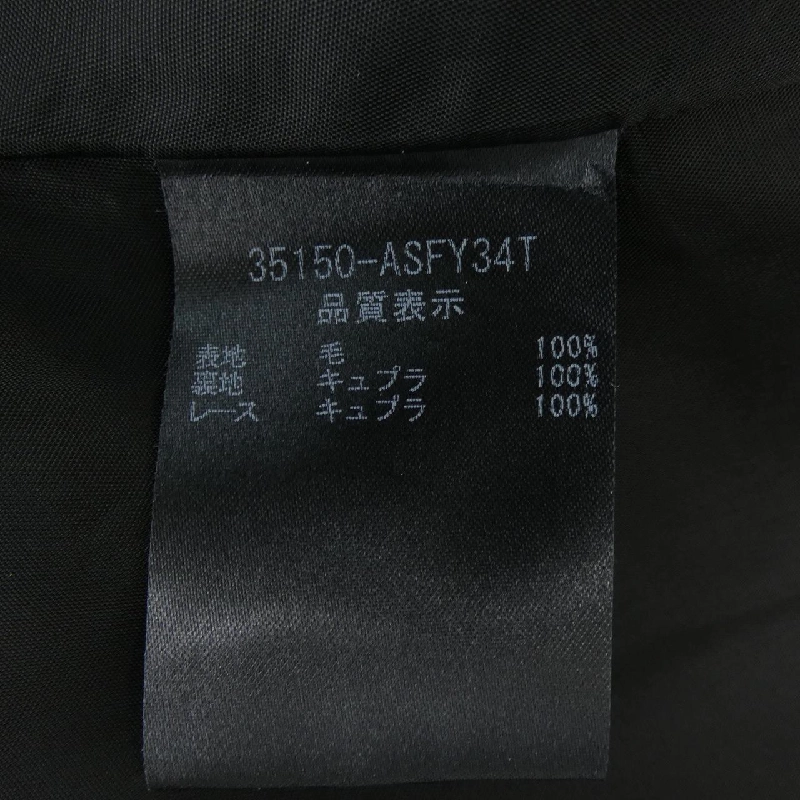 35150-ASFY34T
品質表示
表地 毛 100%
裏地 キュプラ 100%
レース キュプラ 100%